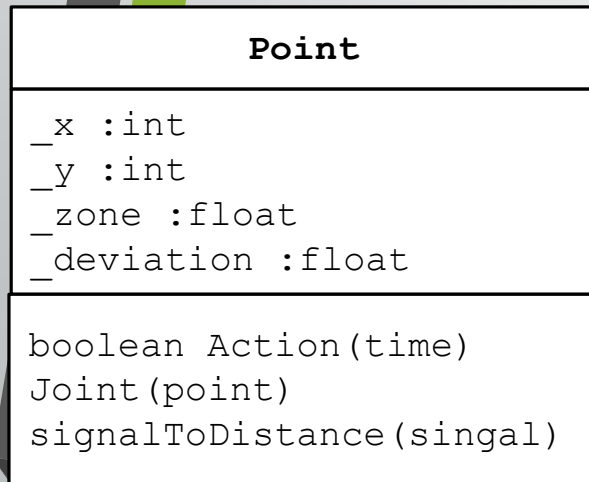 Point
_x :int
_y :int
_zone :float
_deviation :float
boolean Action(time)
Joint(point)
signalToDistance(singal)